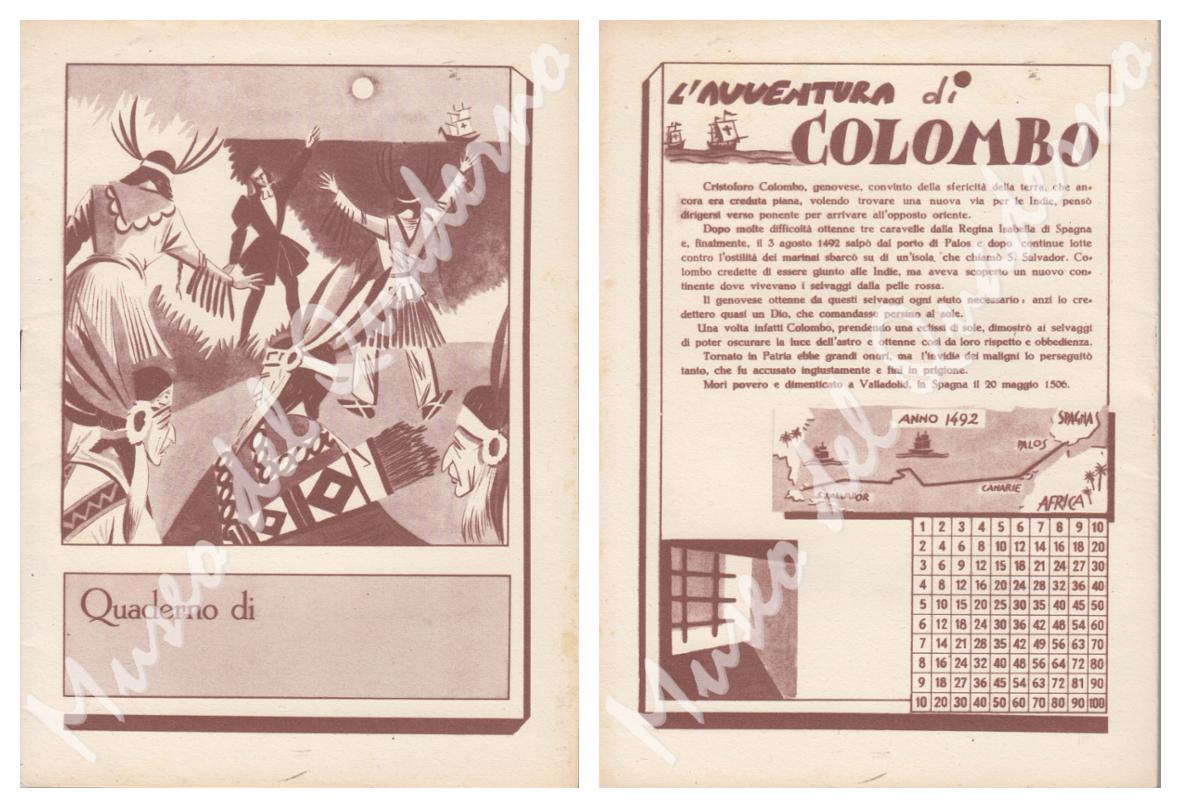 Quaderno di
Museo del Quaderno
L'AVVENTURA di
COLOMBO
Cristoforo Colombo, genovese, convinto della sfericità della terra, che an-
cora era creduta piana, volendo trovare una nuova via per le Indie, pensò
dirigersi verso ponente per arrivare all'opposto oriente.
Dopo molte difficoltà ottenne tre caravelle dalla Regina Isabella di Spagna
e, finalmente, il 3 agosto 1492 salpò dal porto di Palos e dopo continue lotte
contro l'ostilità dei marinai sbarcò su di un'isola, che chiamò S. Salvador. Co-
lombo credette di essere giunto alle Indie, ma aveva scoperto un nuovo con-
tinente dove vivevano i selvaggi dalla pelle rossa.
Il genovese ottenne da questi selvaggi ogni aiuto necessario: anzi lo cre-
dettero quasi un Dio, che comandasse persino al sole.
Una volta infatti Colombo, prendendo una eclissi di sole, dimostrò ai selvaggi
di poter oscurare la luce dell'astro e ottenne così da loro rispetto e obbedienza.
Tornato in Patria ebbe grandi onori, ma l'invidia dei maligni lo perseguitò
tanto, che fu accusato ingiustamente e finì in prigione.
Morì povero e dimenticato a Valladolid, in Spagna il 20 maggio 1506.
ANNO 1492
SPAGNA
PALOS
CANARIE
S. SALVADOR
AFRICA
1 2 3 4 5 6 7 8 9 10
2 4 6 8 10 12 14 16 18 20
3 6 9 12 15 18 21 24 27 30
4 8 12 16 20 24 28 32 36 40
5 10 15 20 25 30 35 40 45 50
6 12 18 24 30 36 42 48 54 60
7 14 21 28 35 42 49 56 63 70
8 16 24 32 40 48 56 64 72 80
9 18 27 36 45 54 63 72 81 90
10 20 30 40 50 60 70 80 90 100
Museo del Quaderno